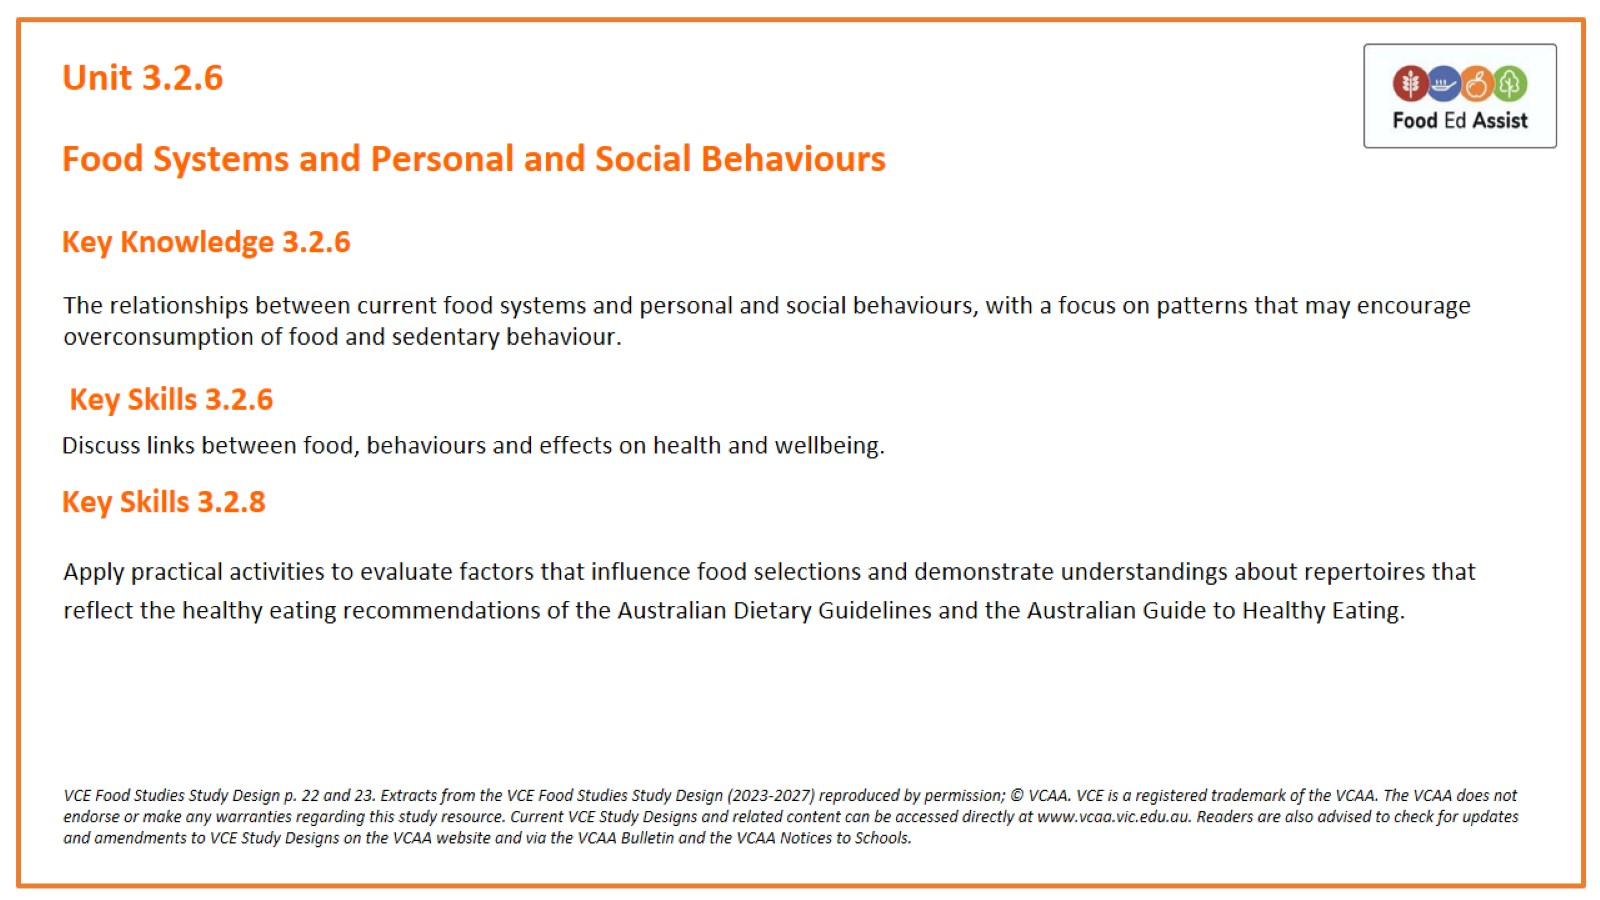 Unit 3.2.6
Food Ed Assist
Food Systems and Personal and Social Behaviours
Key Knowledge 3.2.6
The relationships between current food systems and personal and social behaviours, with a focus on patterns that may encourage
overconsumption of food and sedentary behaviour.
Key Skills 3.2.6
Discuss links between food, behaviours and effects on health and wellbeing.
Key Skills 3.2.8
Apply practical activities to evaluate factors that influence food selections and demonstrate understandings about repertoires that
reflect the healthy eating recommendations of the Australian Dietary Guidelines and the Australian Guide to Healthy Eating.
VCE Food Studies Study Design p. 22 and 23. Extracts from the VCE Food Studies Study Design (2023-2027) reproduced by permission; © VCAA. VCE is a registered trademark of the VCAA. The VCAA does not
endorse or make any warranties regarding this study resource. Current VCE Study Designs and related content can be accessed directly at www.vcaa.vic.edu.au. Readers are also advised to check for updates
and amendments to VCE Study Designs on the VCAA website and via the VCAA Bulletin and the VCAA Notices to Schools.